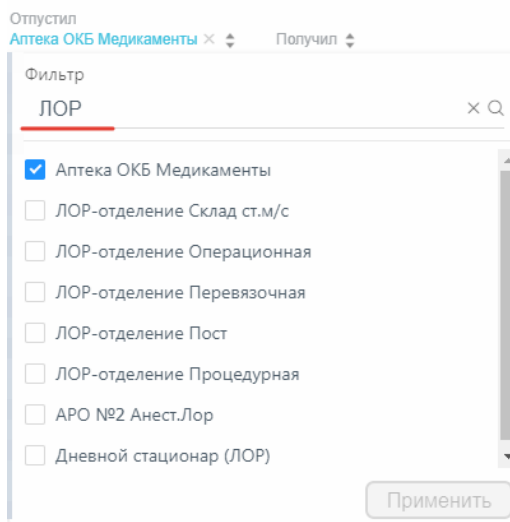 Отпустил
Аптека ОКБ Медикаменты Получил
Фильтр
ЛОР
Аптека ОКБ Медикаменты
ЛОР-отделение Склад ст.м/с
ЛОР-отделение Операционная
ЛОР-отделение Перевязочная
ЛОР-отделение Пост
ЛОР-отделение Процедурная
АРО №2 Анест.Лор
Дневной стационар (ЛОР)
Применить